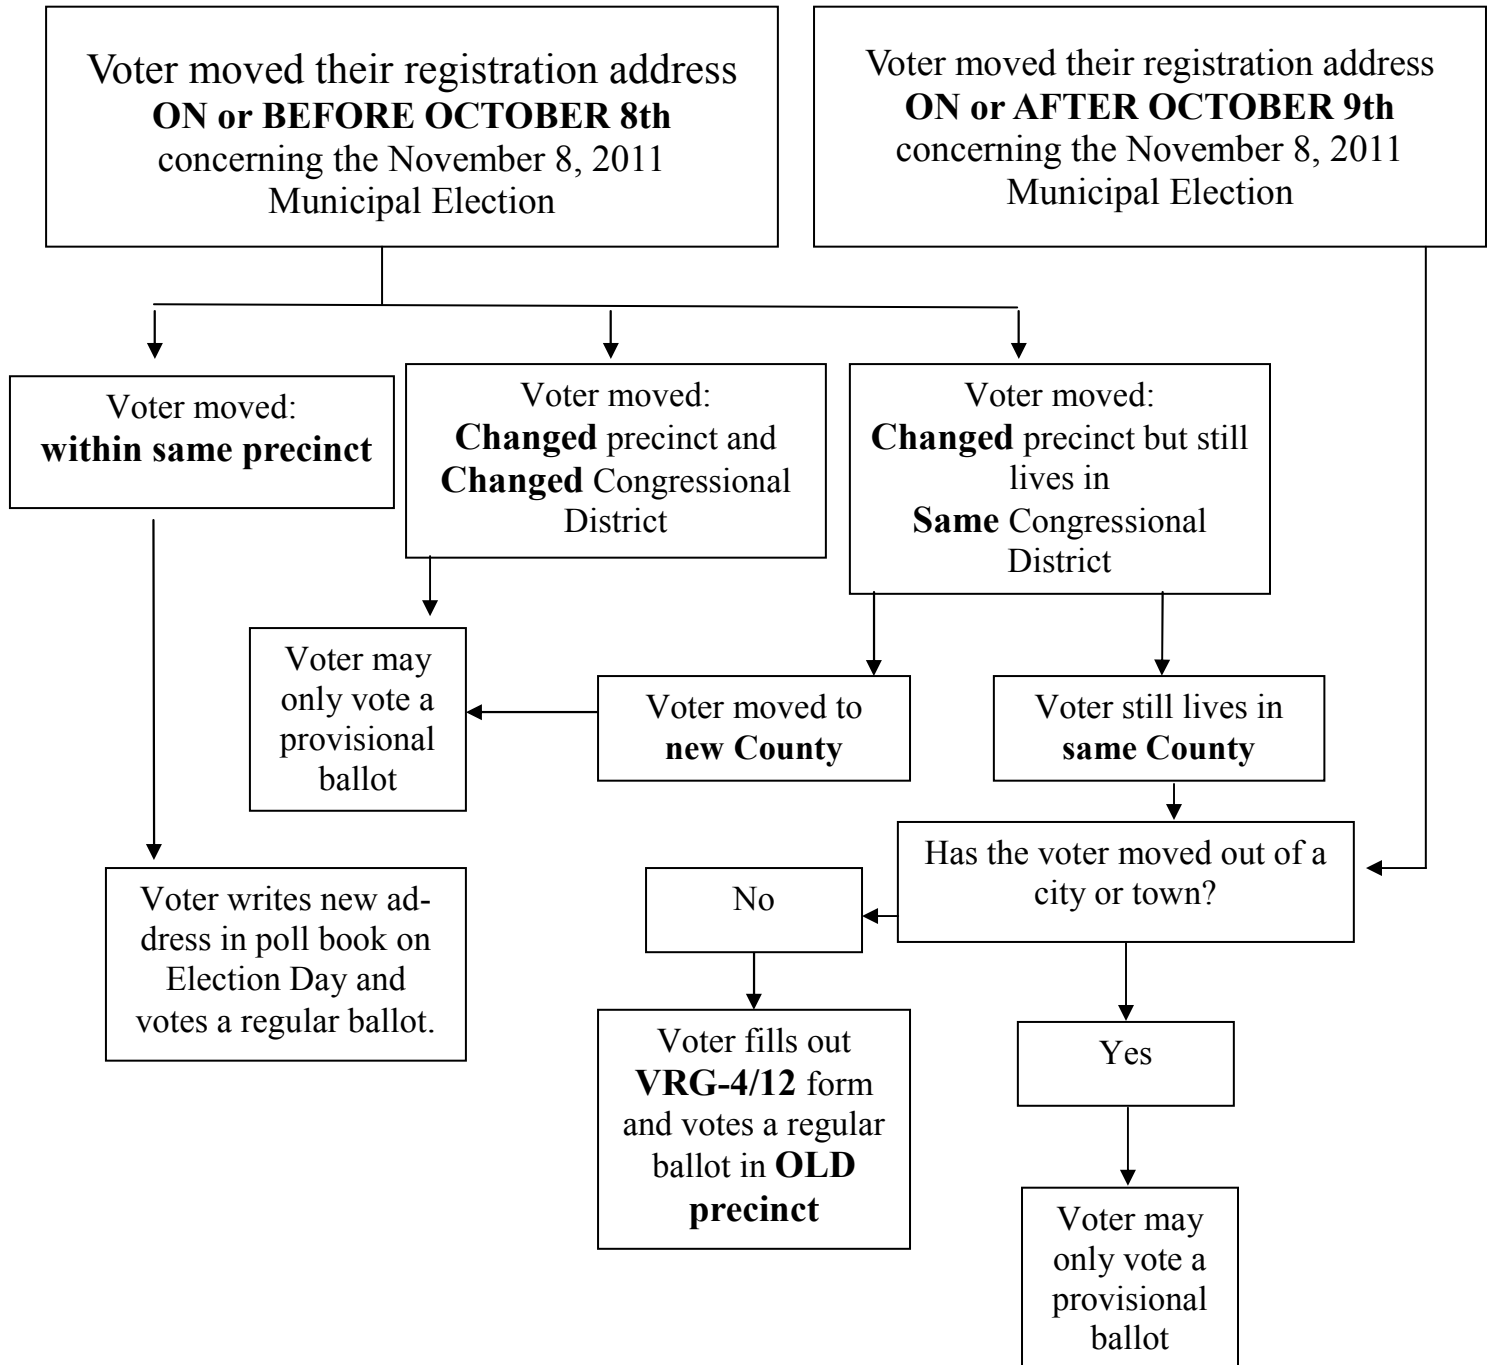 Voter moved their registration address
ON or BEFORE OCTOBER 8th
concerning the November 8, 2011
Municipal Election
Voter moved their registration address
ON or AFTER OCTOBER 9th
concerning the November 8, 2011
Municipal Election
Voter moved:
within same precinct
Voter moved:
Changed precinct and
Changed Congressional
District
Voter moved:
Changed precinct but still
lives in
Same Congressional
District
Voter may
only vote a
provisional
ballot
Voter moved to
new County
Voter still lives in
same County
Has the voter moved out of a
city or town?
No
Voter writes new ad-
dress in poll book on
Election Day and
votes a regular ballot.
Voter fills out
VRG-4/12 form
and votes a regular
ballot in OLD
precinct
Yes
Voter may
only vote a
provisional
ballot